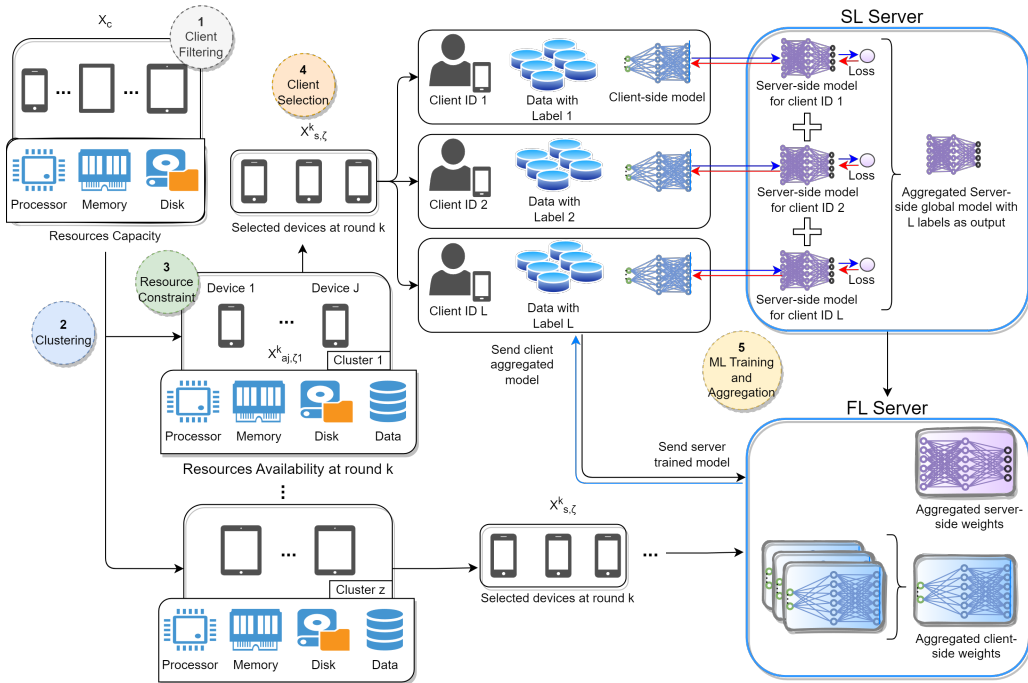 X_c
1
Client
Filtering
...
...
Processor
Memory
Disk
Resources Capacity
2
Clustering
3
Resource
Constraint
4
Client
Selection
X^k_s,ζ
Selected devices at round k
Device 1
Device J
...
X^k_aj,ζ1
Cluster 1
Processor
Memory
Disk
Data
Resources Availability at round k
...
...
Cluster z
Processor
Memory
Disk
Data
X^k_s,ζ
...
Selected devices at round k
Client ID 1
Data with
Label 1
Client-side model
Client ID 2
Data with
Label 2
Client ID L
Data with
Label L
SL Server
Loss
Server-side model
for client ID 1
Loss
Server-side model
for client ID 2
Loss
Server-side model
for client ID L
Aggregated Server-
side global model with
L labels as output
Send client
aggregated
model
5
ML Training
and
Aggregation
Send server
trained model
FL Server
Aggregated server-
side weights
Aggregated client-
side weights